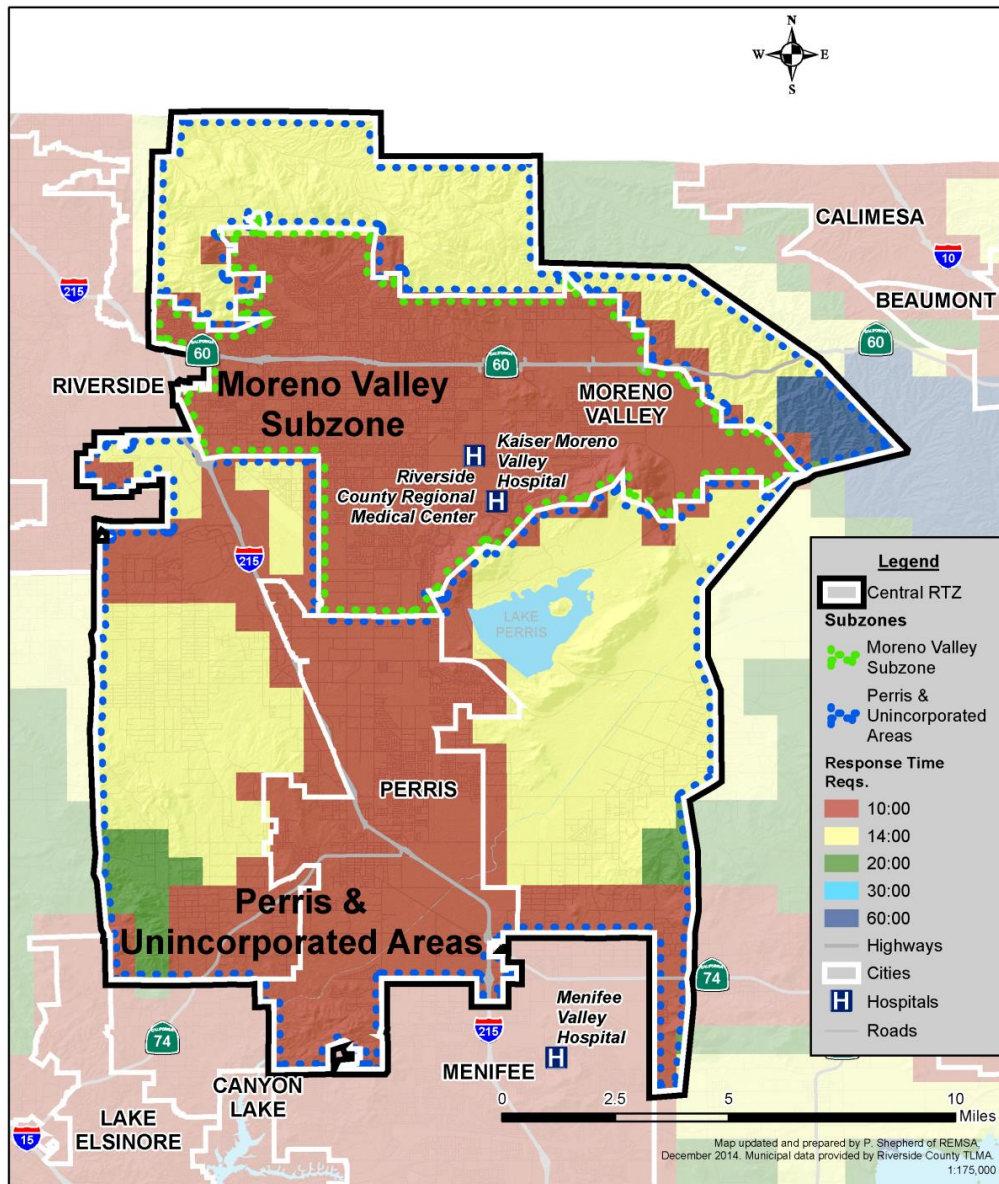 N
W E
S
CALIMESA
10
215
BEAUMONT
60
60
60
RIVERSIDE
Moreno Valley
Subzone
MORENO
VALLEY
H
Kaiser Moreno
Valley
Hospital
Riverside
County Regional
Medical Center
H
215
LAKE
PERRIS
PERRIS
Perris &
Unincorporated Areas
74
74
215
Menifee
Valley
Hospital
H
MENIFEE
CANYON
LAKE
LAKE
ELSINORE
15
Legend
Central RTZ
Subzones
Moreno Valley
Subzone
Perris &
Unincorporated
Areas
Response Time
Reqs.
10:00
14:00
20:00
30:00
60:00
Highways
Cities
H Hospitals
Roads
0 2.5 5 10
Miles
Map updated and prepared by P. Shepherd of REMSA.
December 2014. Municipal data provided by Riverside County TLMA.
1:175,000